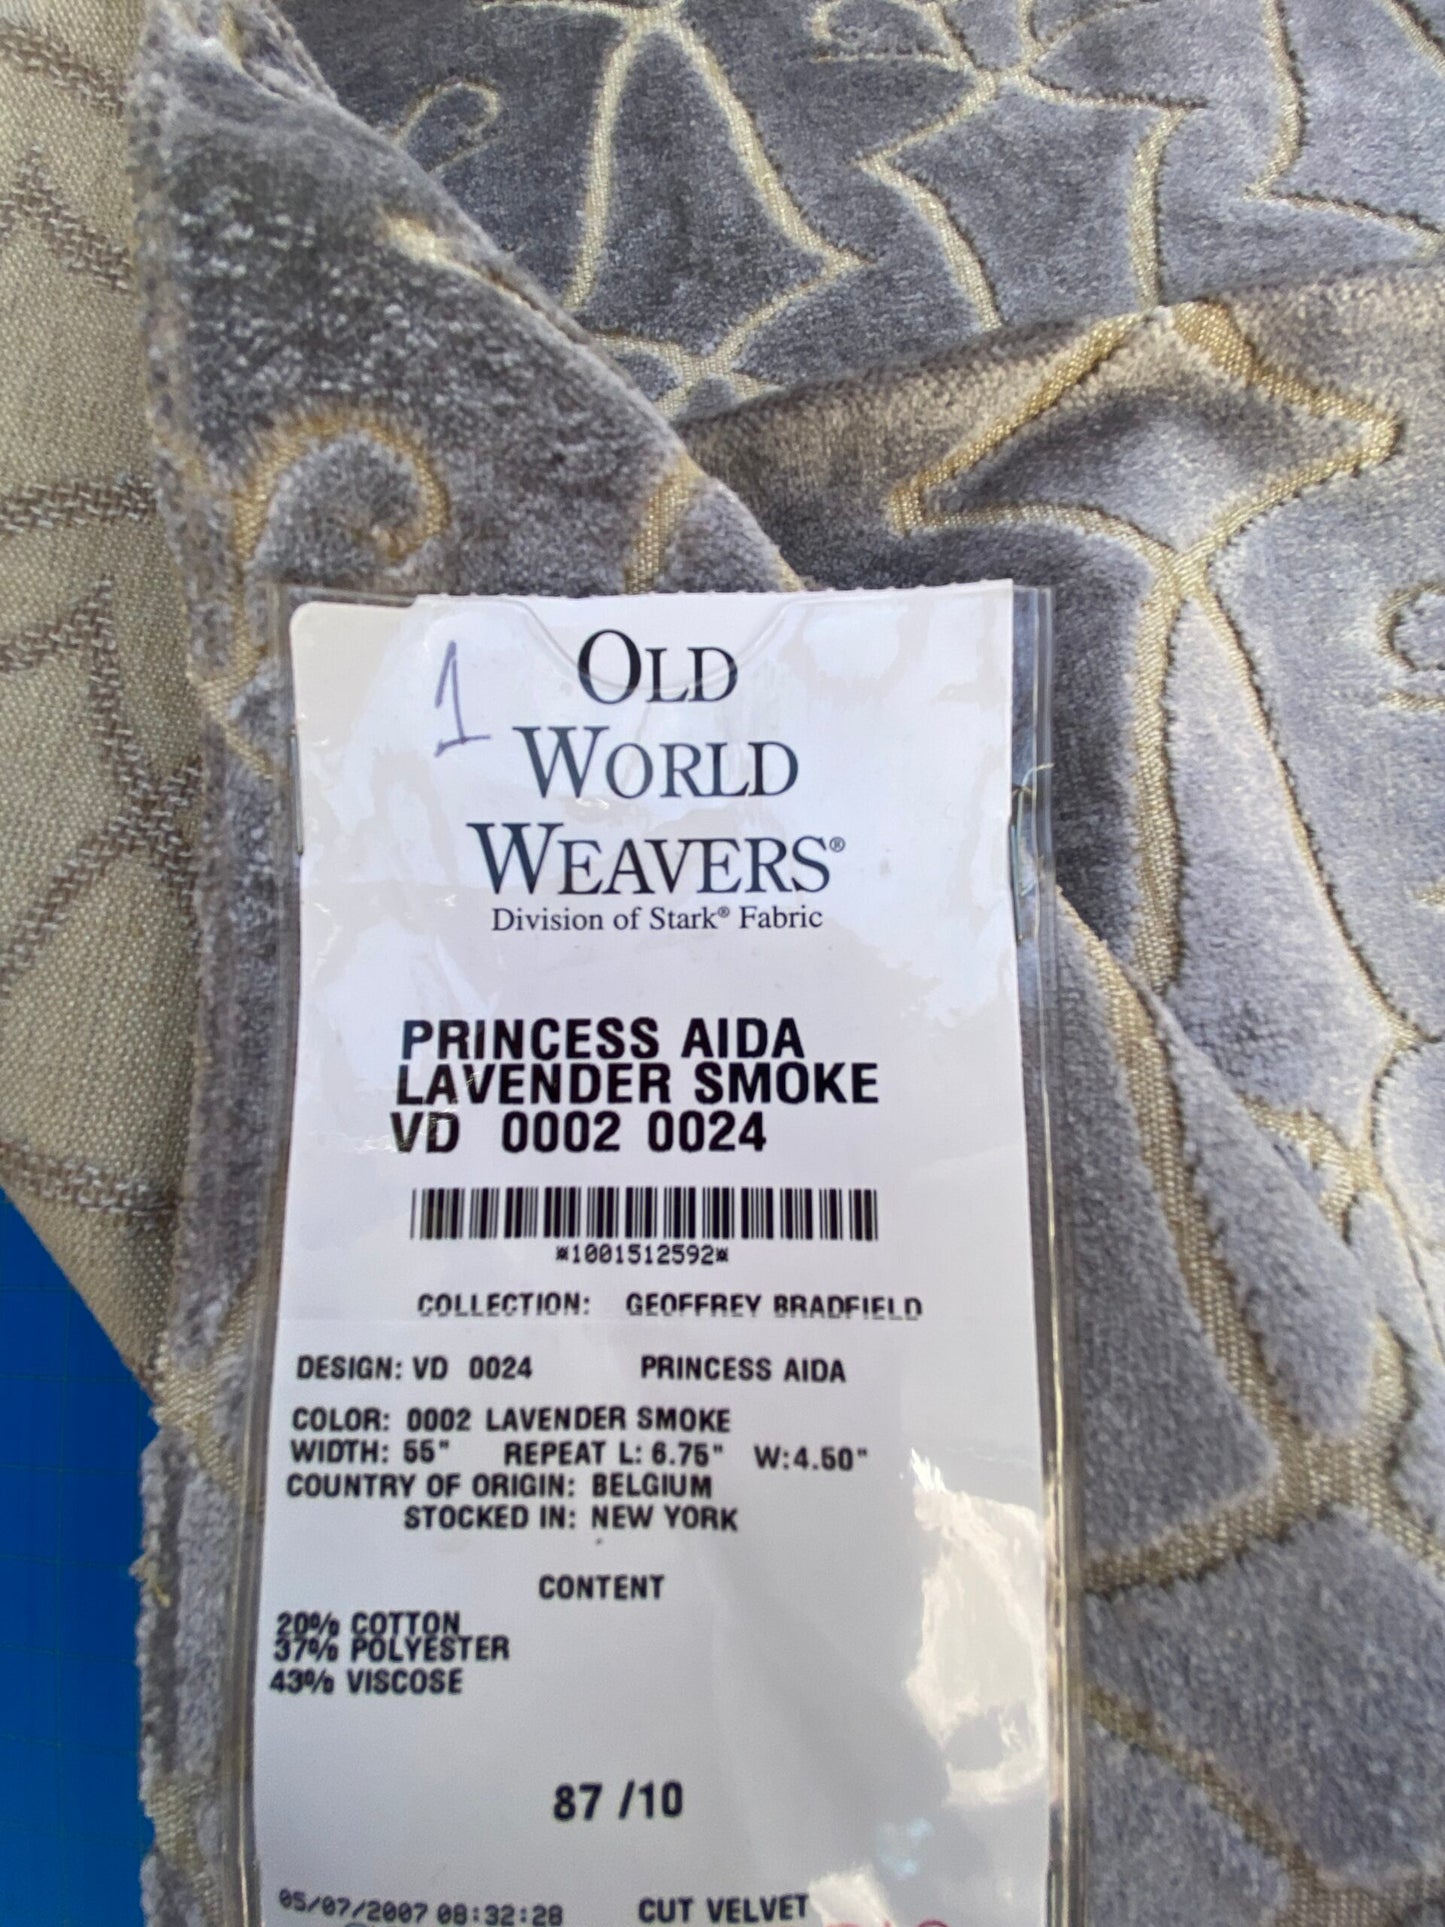 1
OLD
WORLD
WEAVERS®
Division of Stark® Fabric
PRINCESS AIDA
LAVENDER SMOKE
VD 0002 0024
*1001512592*
COLLECTION: GEOFFREY BRADFIELD
DESIGN: VD 0024 PRINCESS AIDA
COLOR: 0002 LAVENDER SMOKE
WIDTH: 55" REPEAT L: 6.75" W:4.50"
COUNTRY OF ORIGIN: BELGIUM
STOCKED IN: NEW YORK
CONTENT
20% COTTON
37% POLYESTER
43% VISCOSE
87 /10
05/07/2007 08:32:28 CUT VELVET